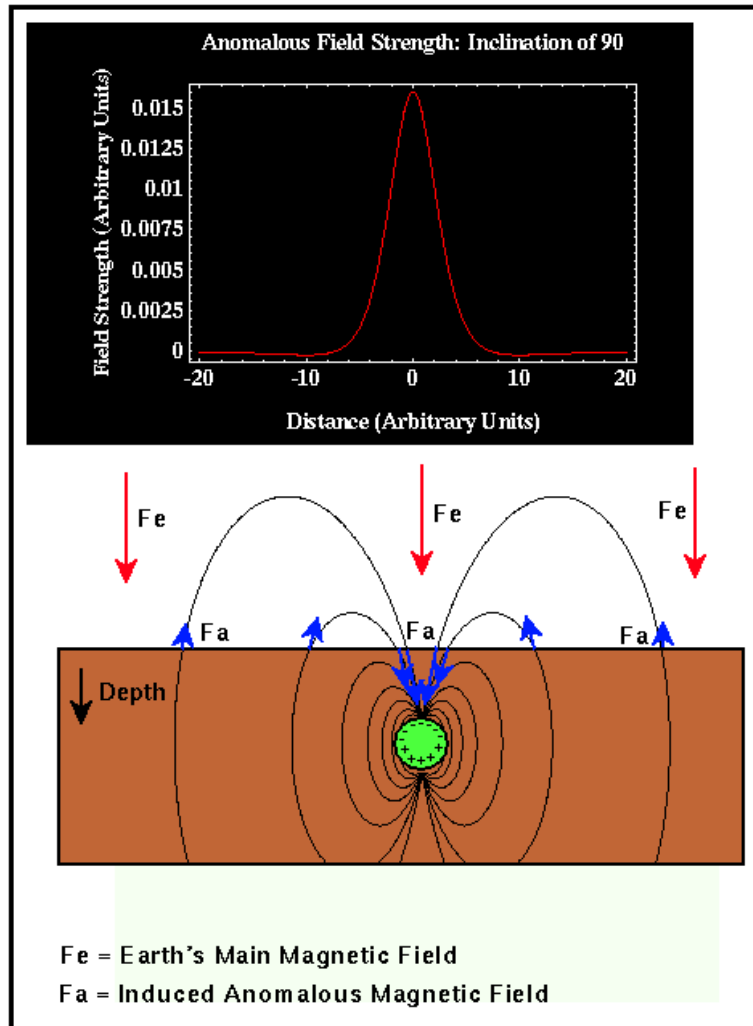 Anomalous Field Strength: Inclination of 90
Field Strength (Arbitrary Units)
0.015
0.0125
0.01
0.0075
0.005
0.0025
0
-20 -10 0 10 20
Distance (Arbitrary Units)
Fe Fe Fe
Fa Fa Fa
Depth
- - - - - - -
+ + + + + +
Fe = Earth's Main Magnetic Field
Fa = Induced Anomalous Magnetic Field